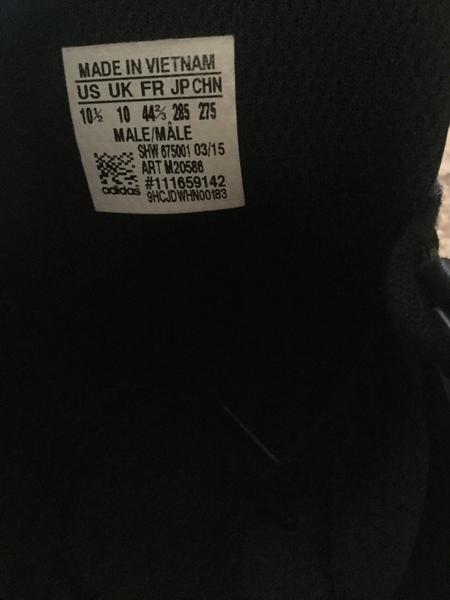 MADE IN VIETNAM
US UK FR JP CHN
10½ 10 44⅔ 285 275
MALE/MÂLE
SHW 675001 03/15
ART M20586
adidas #111659142
9HCJDWHN00183